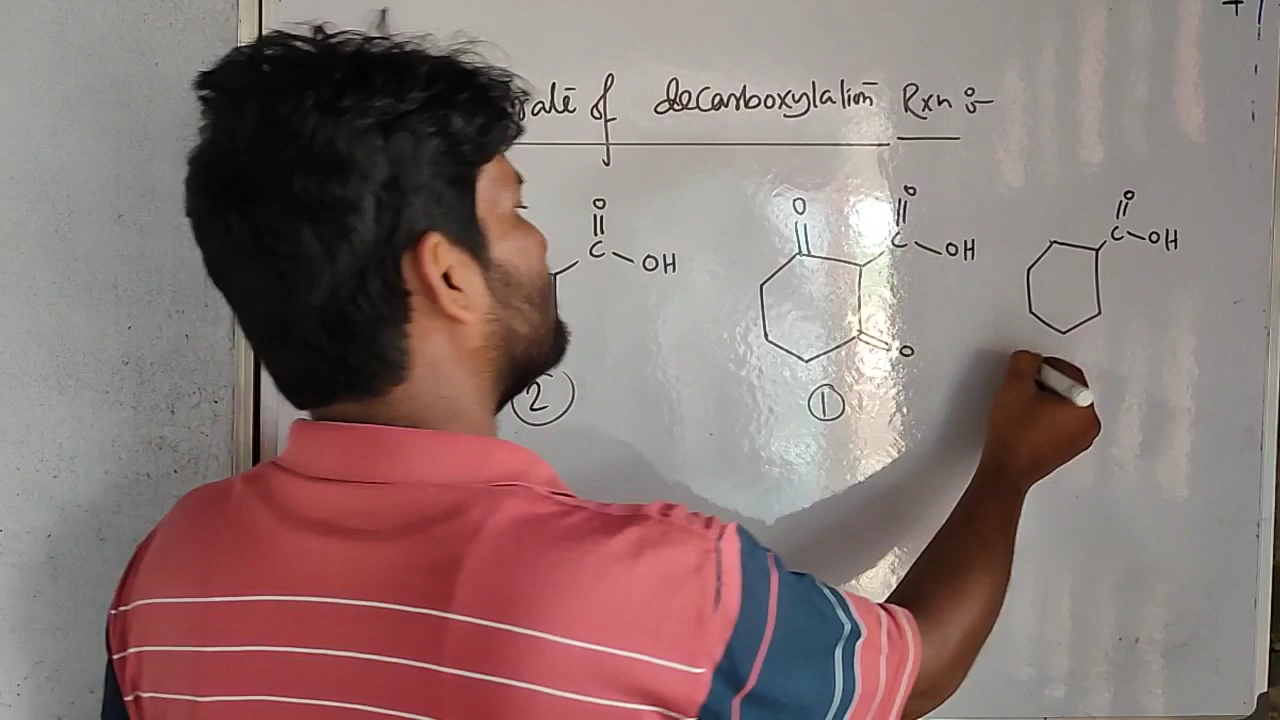 rate of decarboxylation Rxn :-
O O O O
C OH O C OH C OH
2 1